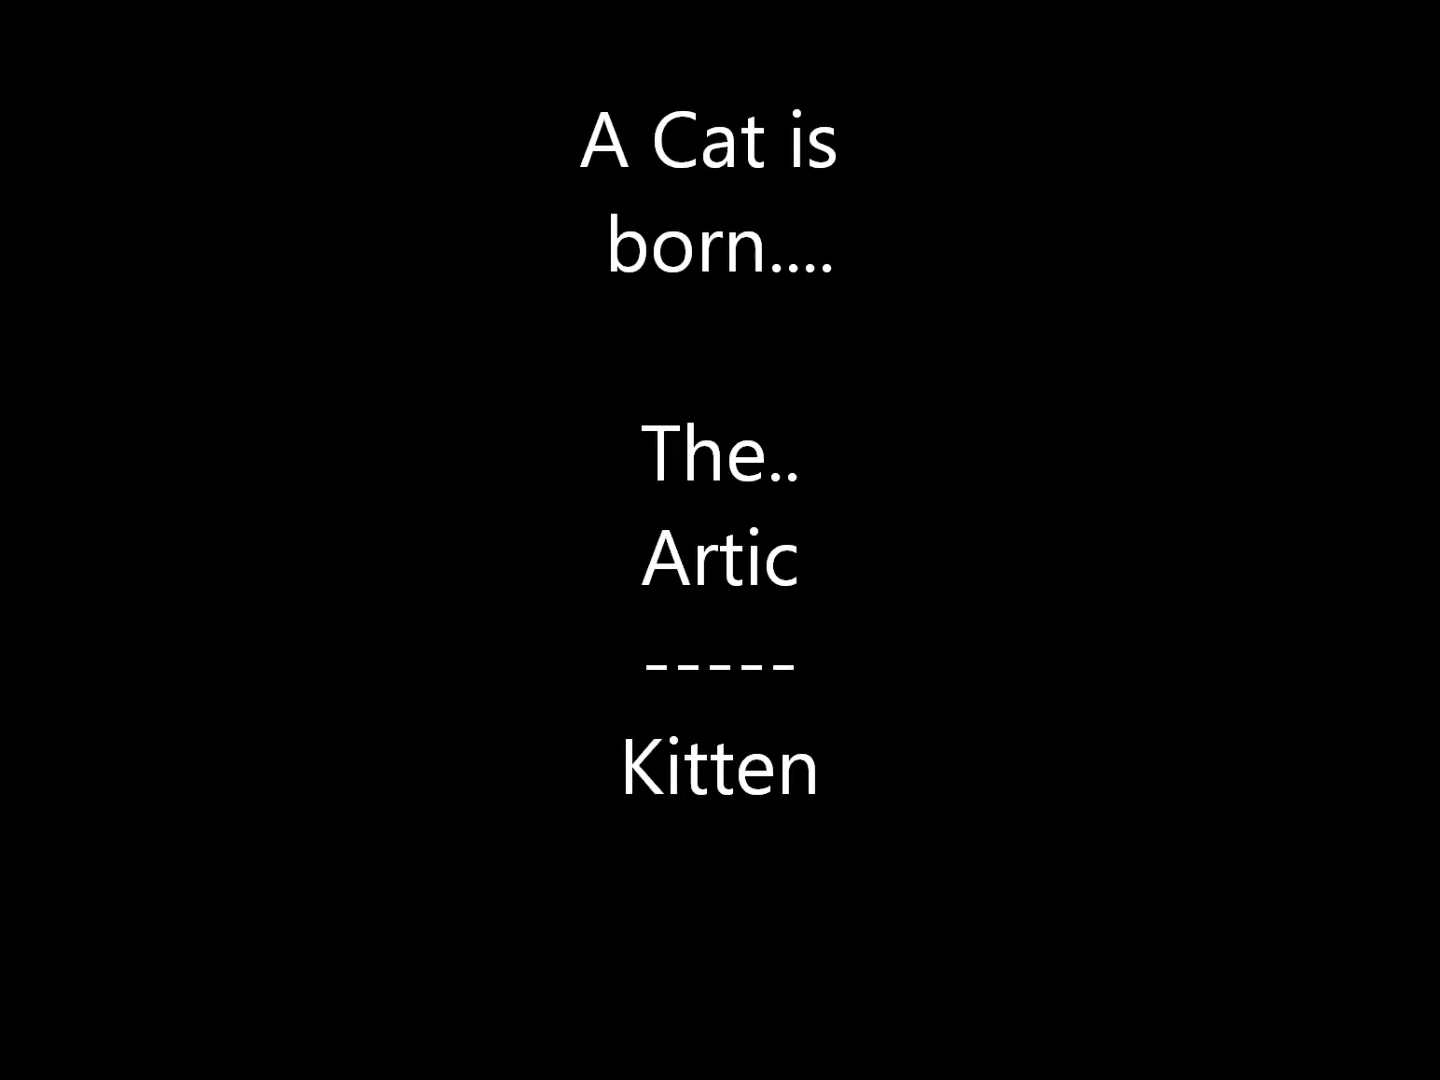 A Cat is
born....
The..
Artic
-----
Kitten